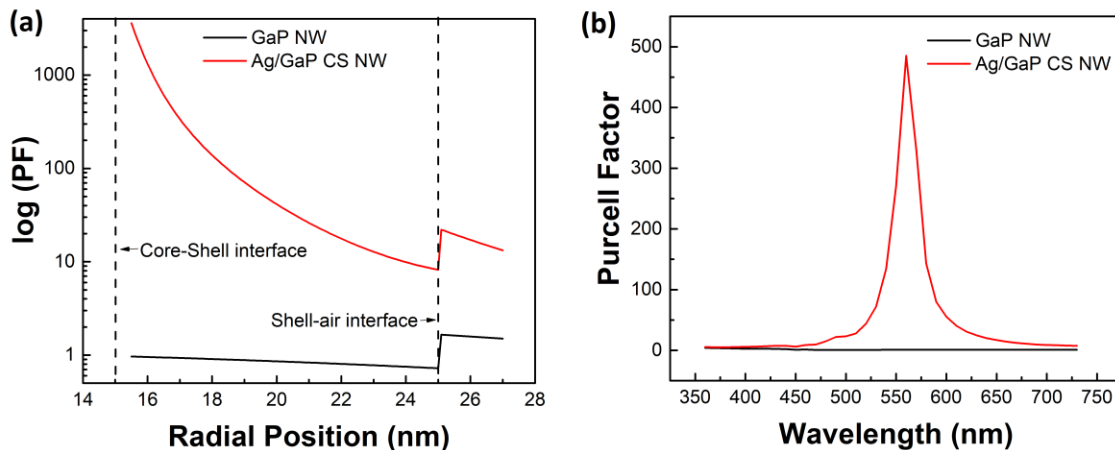 (a)
GaP NW
Ag/GaP CS NW
1000
100
10
1
log (PF)
Core-Shell interface
Shell-air interface
14 16 18 20 22 24 26 28
Radial Position (nm)
(b)
GaP NW
Ag/GaP CS NW
500
400
300
200
100
0
Purcell Factor
350 400 450 500 550 600 650 700 750
Wavelength (nm)